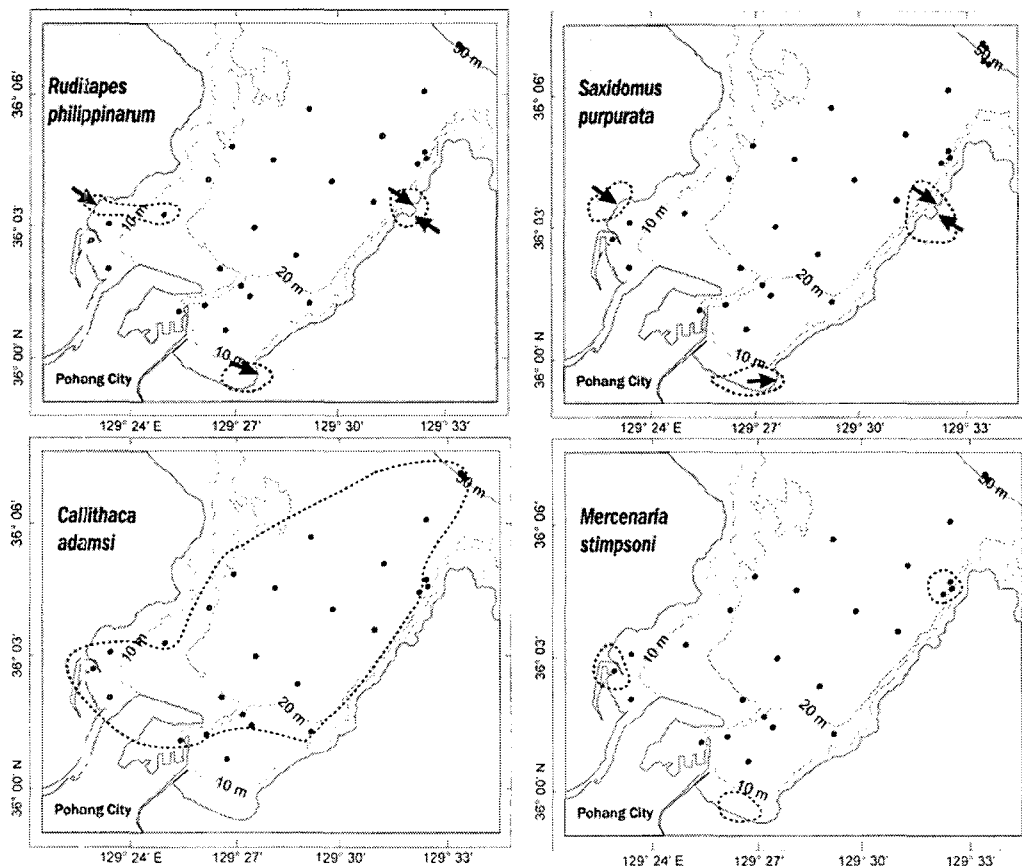 Ruditapes
philippinarum
50 m
10 m
20 m
10 m
Pohang City
36° 06'
36° 03'
36° 00' N
Saxidomus
purpurata
50 m
10 m
20 m
10 m
Pohang City
36° 06'
36° 03'
36° 00' N
129° 24' E
129° 27'
129° 30'
129° 33'
129° 24' E
129° 27'
129° 30'
129° 33'
Callithaca
adamsi
50 m
10 m
20 m
10 m
Pohang City
36° 06'
36° 03'
36° 00' N
Mercenaria
stimpsoni
50 m
10 m
20 m
10 m
Pohang City
36° 06'
36° 03'
36° 00' N
129° 24' E
129° 27'
129° 30'
129° 33'
129° 24' E
129° 27'
129° 30'
129° 33'